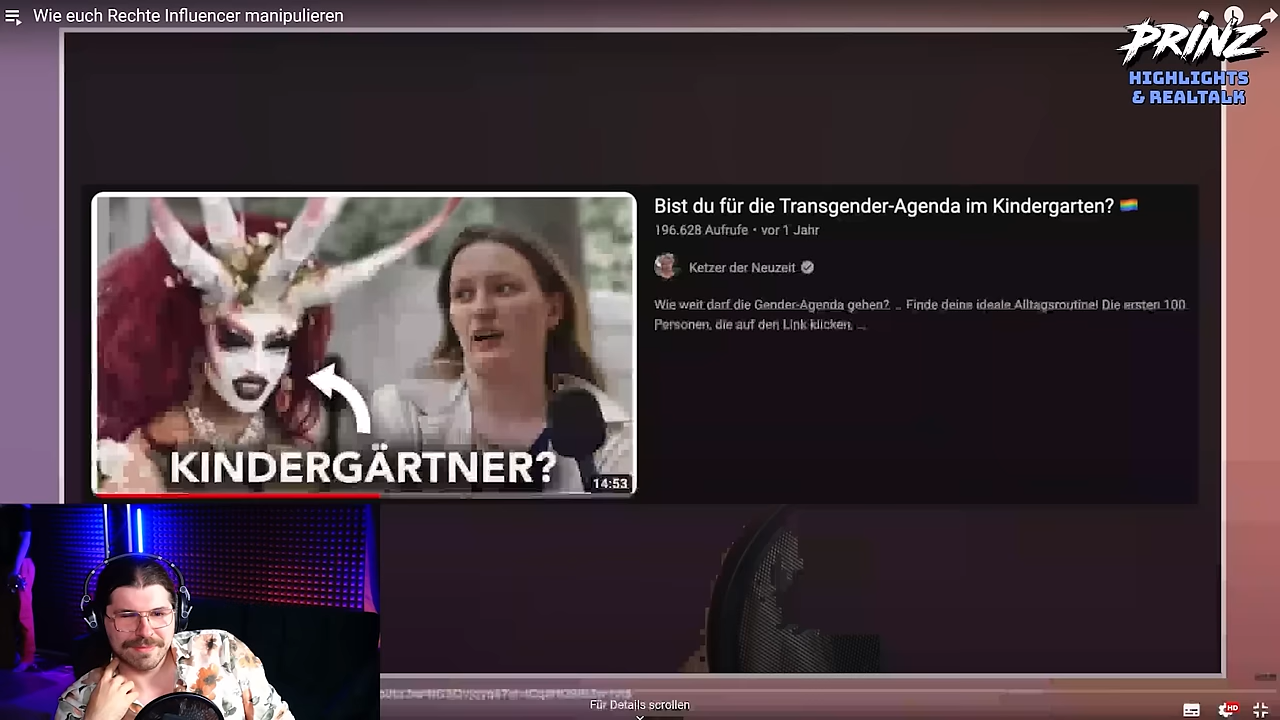 Wie euch Rechte Influencer manipulieren
PRINZ
HIGHLIGHTS
& REALTALK
Bist du für die Transgender-Agenda im Kindergarten? 🏳️‍🌈
196.628 Aufrufe • vor 1 Jahr
Ketzer der Neuzeit
Wie weit darf die Gender-Agenda gehen? .. Finde deine ideale Alltagsroutine! Die ersten 100
Personen, die auf den Link klicken, ...
KINDERGÄRTNER?
14:53
Für Details scrollen
HD